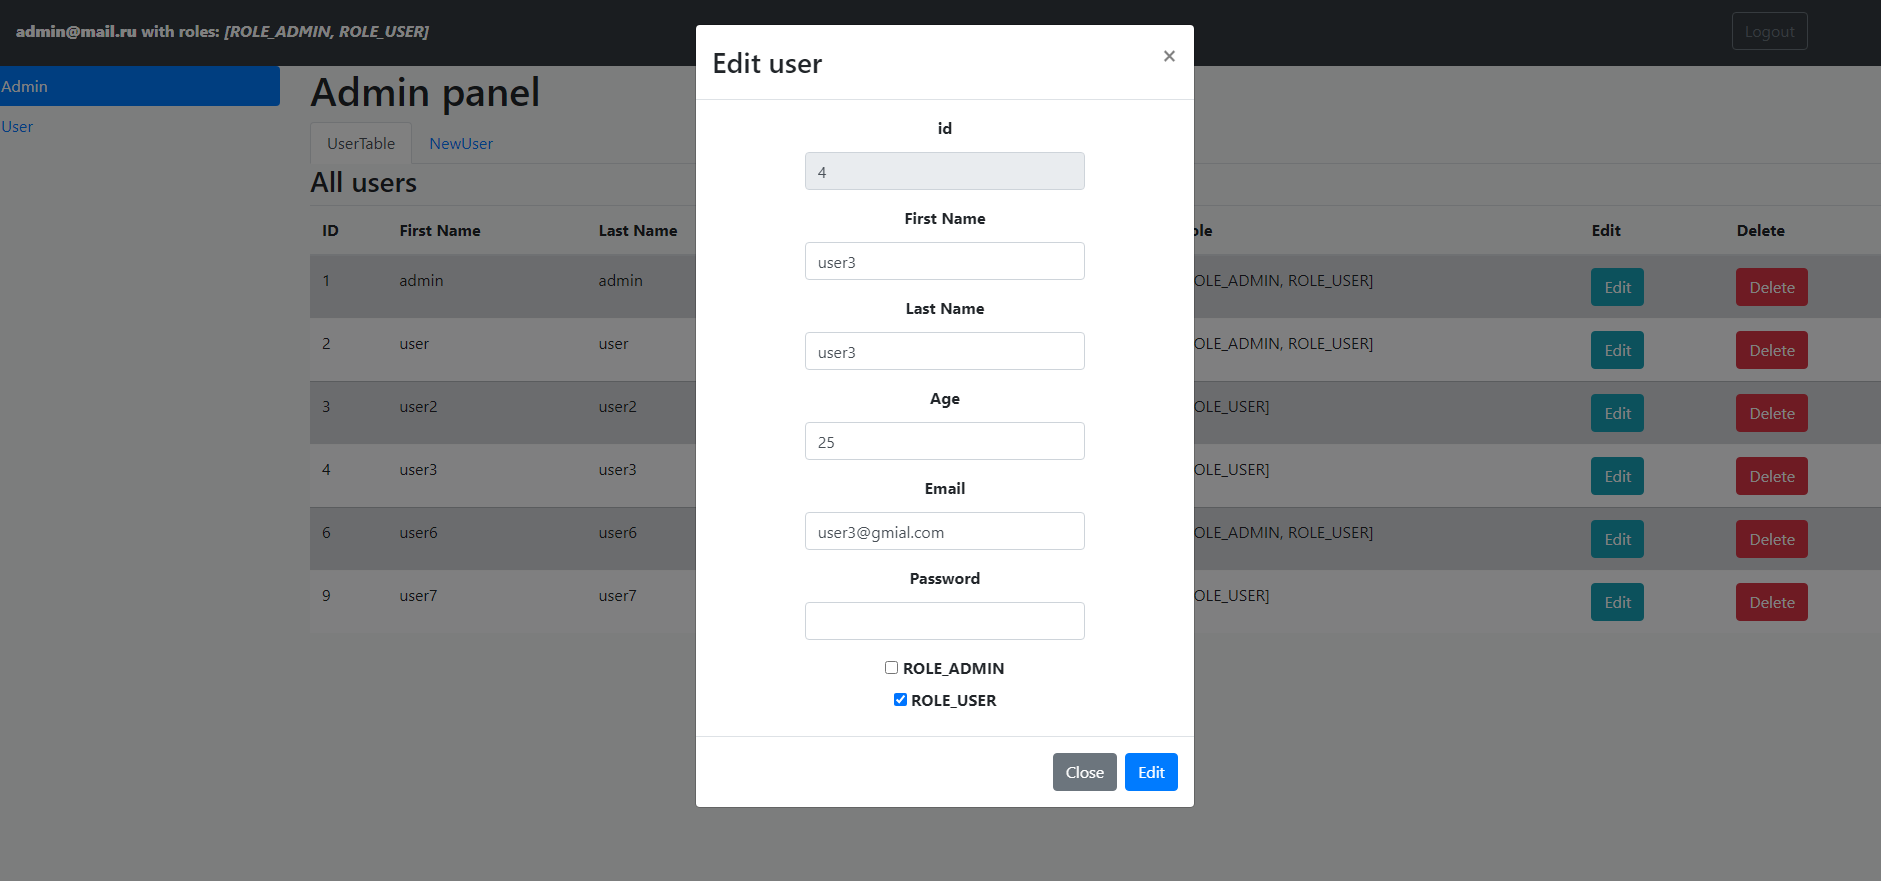 admin@mail.ru with roles: [ROLE_ADMIN, ROLE_USER]
Logout
Admin
User
Admin panel
UserTable NewUser
All users
ID First Name Last Name ole Edit Delete
1 admin admin OLE_ADMIN, ROLE_USER] Edit Delete
2 user user OLE_ADMIN, ROLE_USER] Edit Delete
3 user2 user2 OLE_USER] Edit Delete
4 user3 user3 OLE_USER] Edit Delete
6 user6 user6 OLE_ADMIN, ROLE_USER] Edit Delete
9 user7 user7 OLE_USER] Edit Delete
Edit user ×
id
4
First Name
user3
Last Name
user3
Age
25
Email
user3@gmial.com
Password
ROLE_ADMIN
ROLE_USER
Close Edit